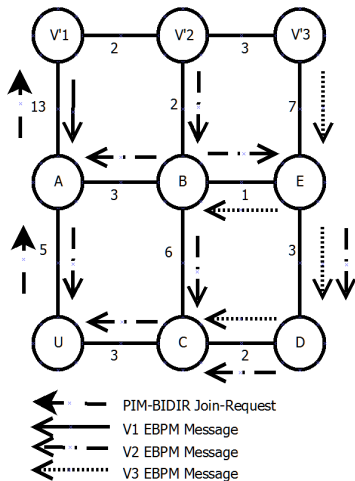 V'1 V'2 V'3
2 3
13 2 7
A B E
3 1
5 6 3
U C D
3 2
PIM-BIDIR Join-Request
V1 EBPM Message
V2 EBPM Message
V3 EBPM Message